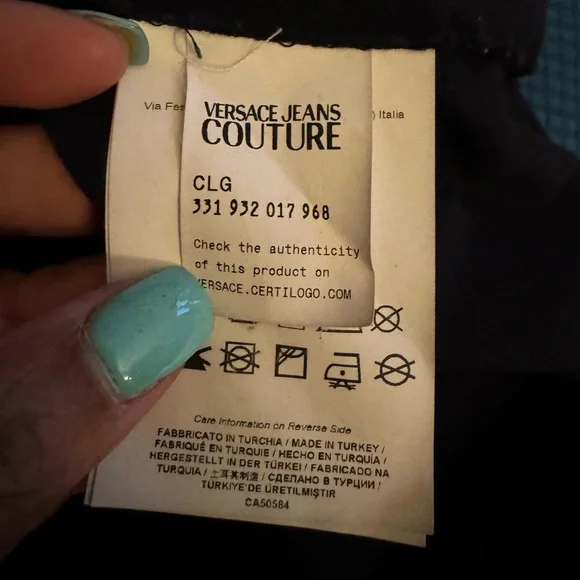 Via Fes
) Italia
VERSACE JEANS
COUTURE
CLG
331 932 017 968
Check the authenticity
of this product on
VERSACE.CERTILOGO.COM
Care Information on Reverse Side
FABBRICATO IN TURCHIA / MADE IN TURKEY /
FABRIQUÉ EN TURQUIE / HECHO EN TURQUÍA /
HERGESTELLT IN DER TÜRKEI / FABRICADO NA
TURQUIA / 土耳其制造 / СДЕЛАНО В ТУРЦИИ /
TÜRKİYE'DE ÜRETİLMİŞTİR
CA50584